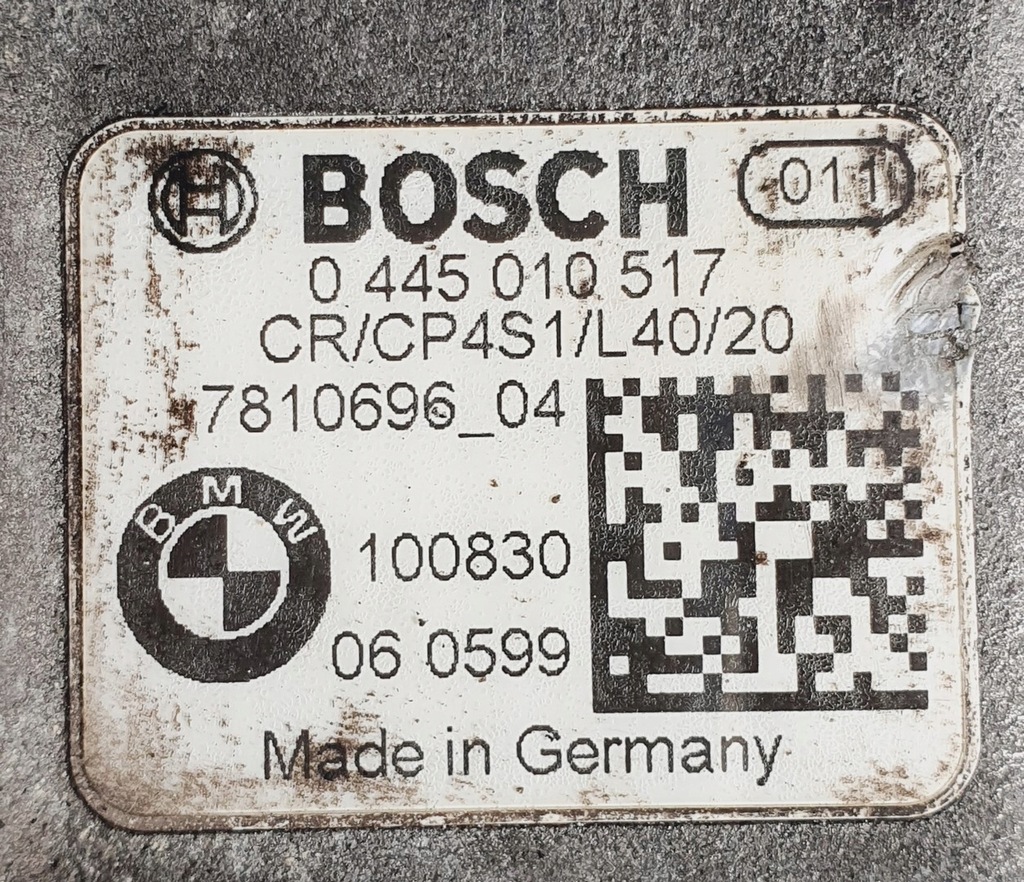 BOSCH 011
0 445 010 517
CR/CP4S1/L40/20
7810696_04
BMW
100830
06 0599
Made in Germany